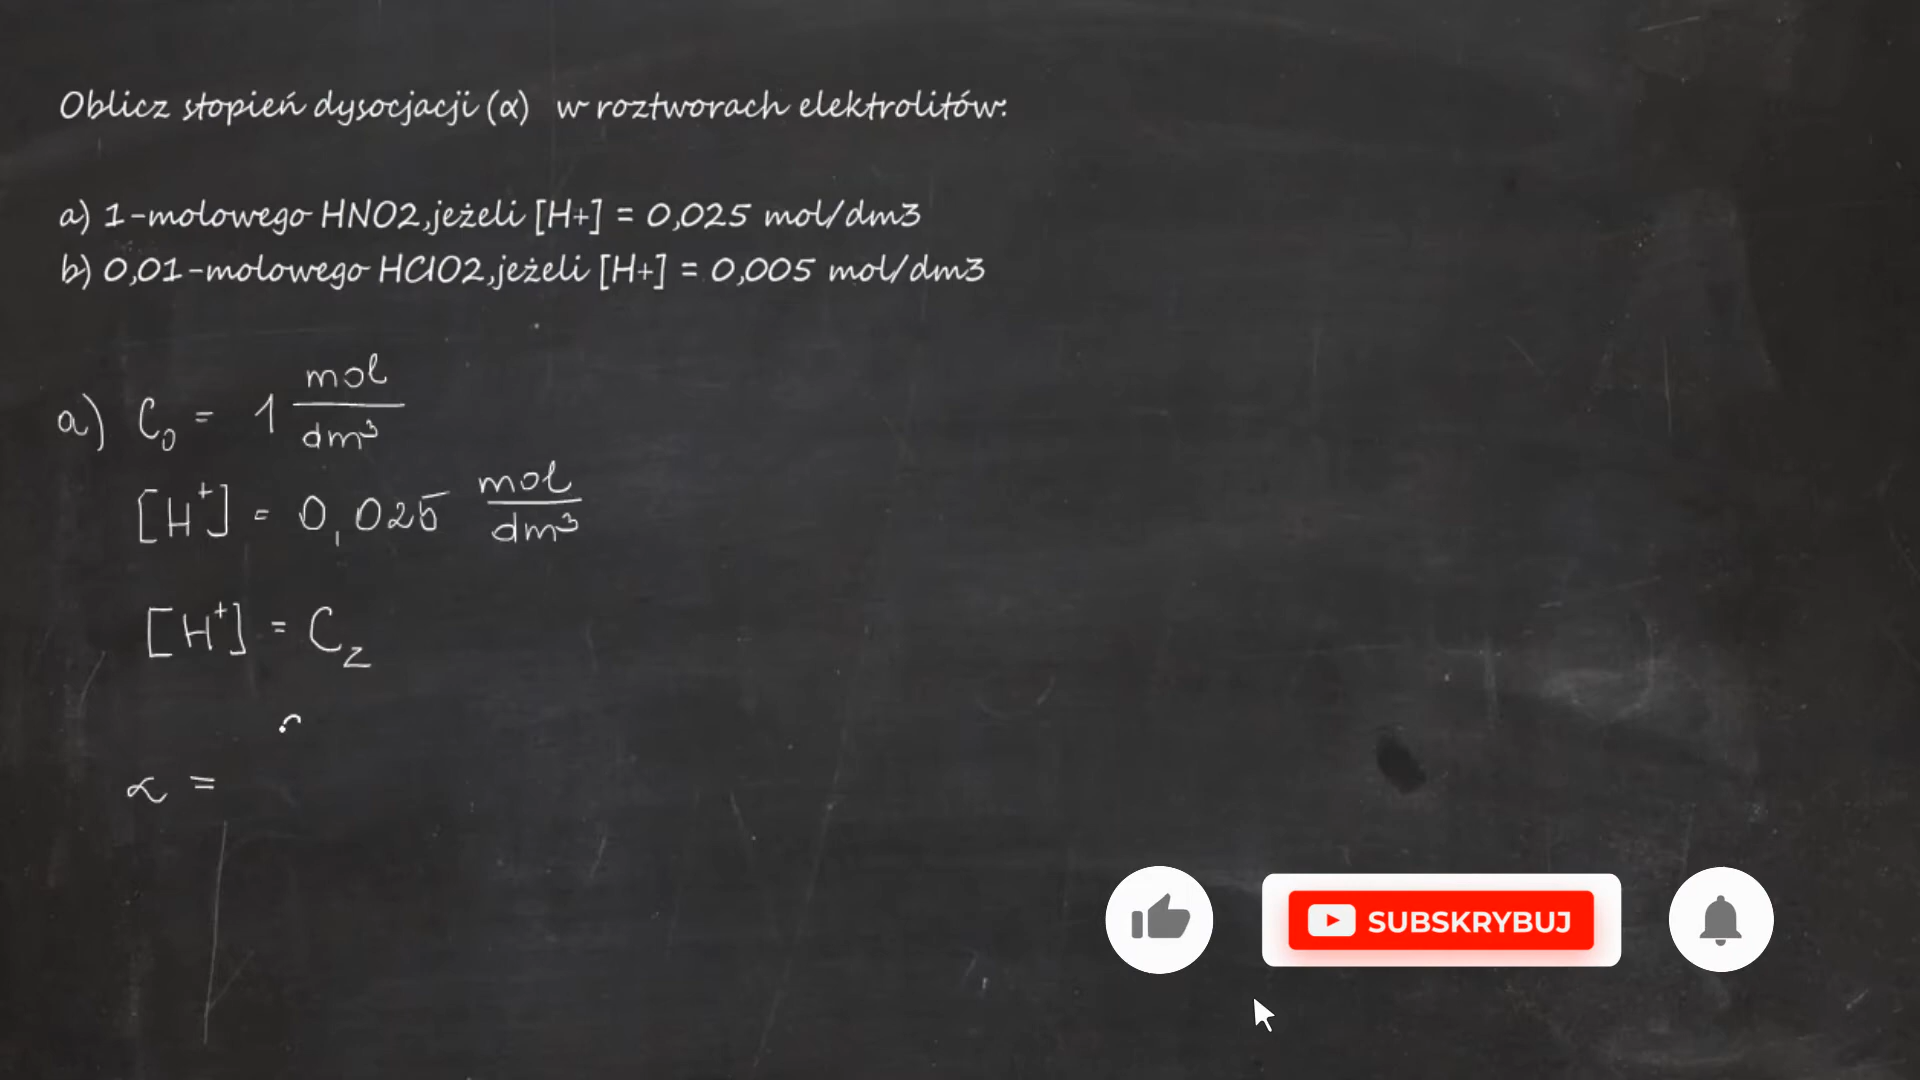 Oblicz stopień dysocjacji (α) w roztworach elektrolitów:
a) 1-molowego HNO2,jeżeli [H+] = 0,025 mol/dm3
b) 0,01-molowego HClO2,jeżeli [H+] = 0,005 mol/dm3
a) C₀ = 1 mol/dm³
[H⁺] = 0,025 mol/dm³
[H⁺] = C_z
α =
SUBSKRYBUJ